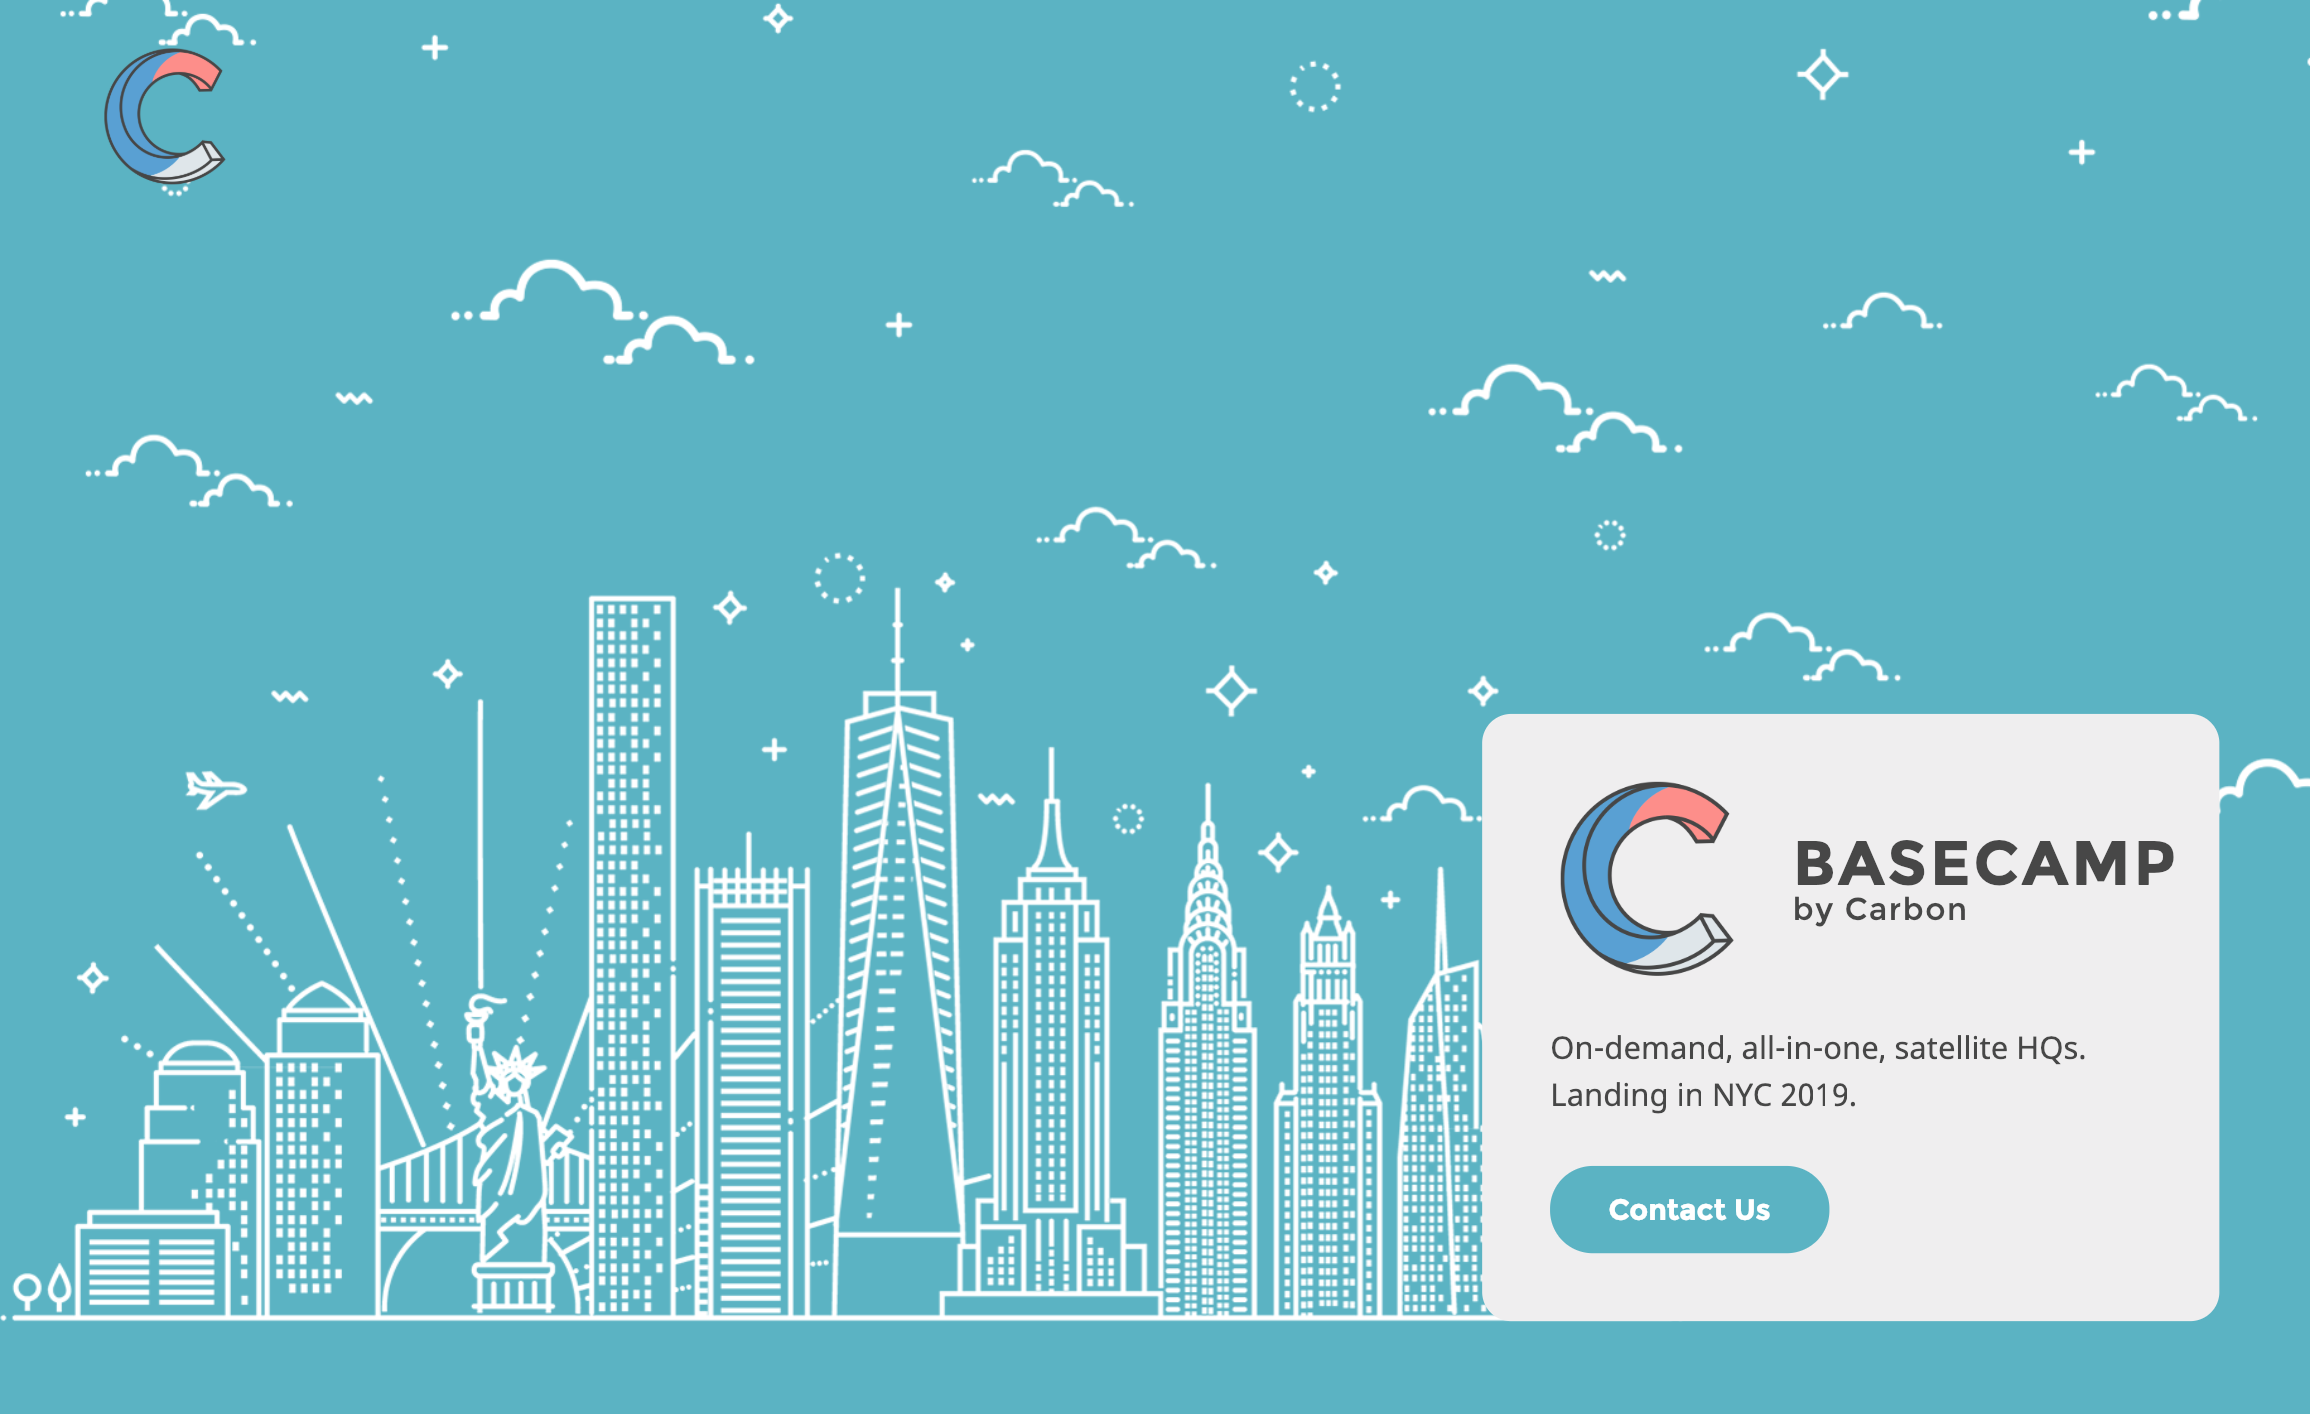 BASECAMP
by Carbon
On-demand, all-in-one, satellite HQs.
Landing in NYC 2019.
Contact Us